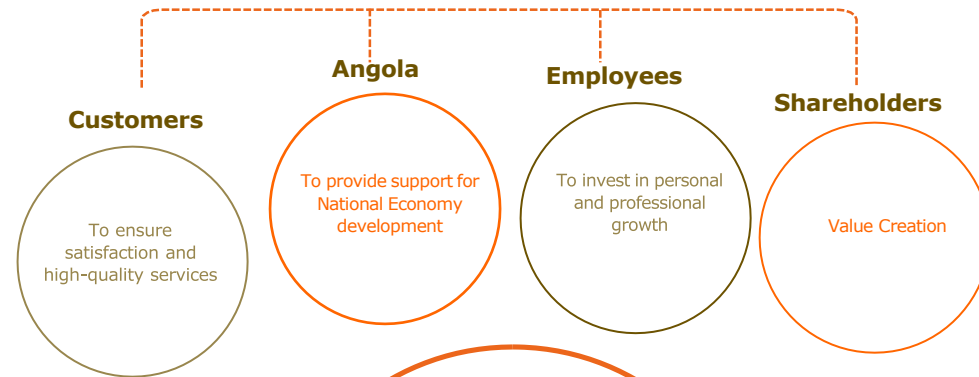 Customers
To ensure
satisfaction and
high-quality services
Angola
To provide support for
National Economy
development
Employees
To invest in personal
and professional
growth
Shareholders
Value Creation